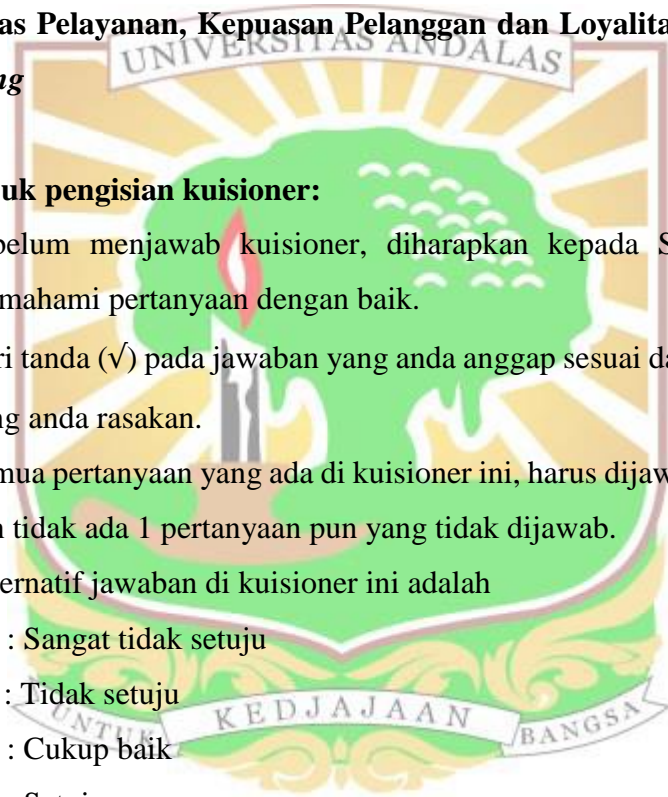 as Pelayanan, Kepuasan Pelanggan dan Loyalita
UNIVERSITAS ANDALAS
ng
uk pengisian kuisioner:
belum menjawab kuisioner, diharapkan kepada S
mahami pertanyaan dengan baik.
ri tanda (√) pada jawaban yang anda anggap sesuai da
ng anda rasakan.
mua pertanyaan yang ada di kuisioner ini, harus dijaw
n tidak ada 1 pertanyaan pun yang tidak dijawab.
ernatif jawaban di kuisioner ini adalah
: Sangat tidak setuju
: Tidak setuju
UNTUK KEDJAJAAN BANGSA
: Cukup baik